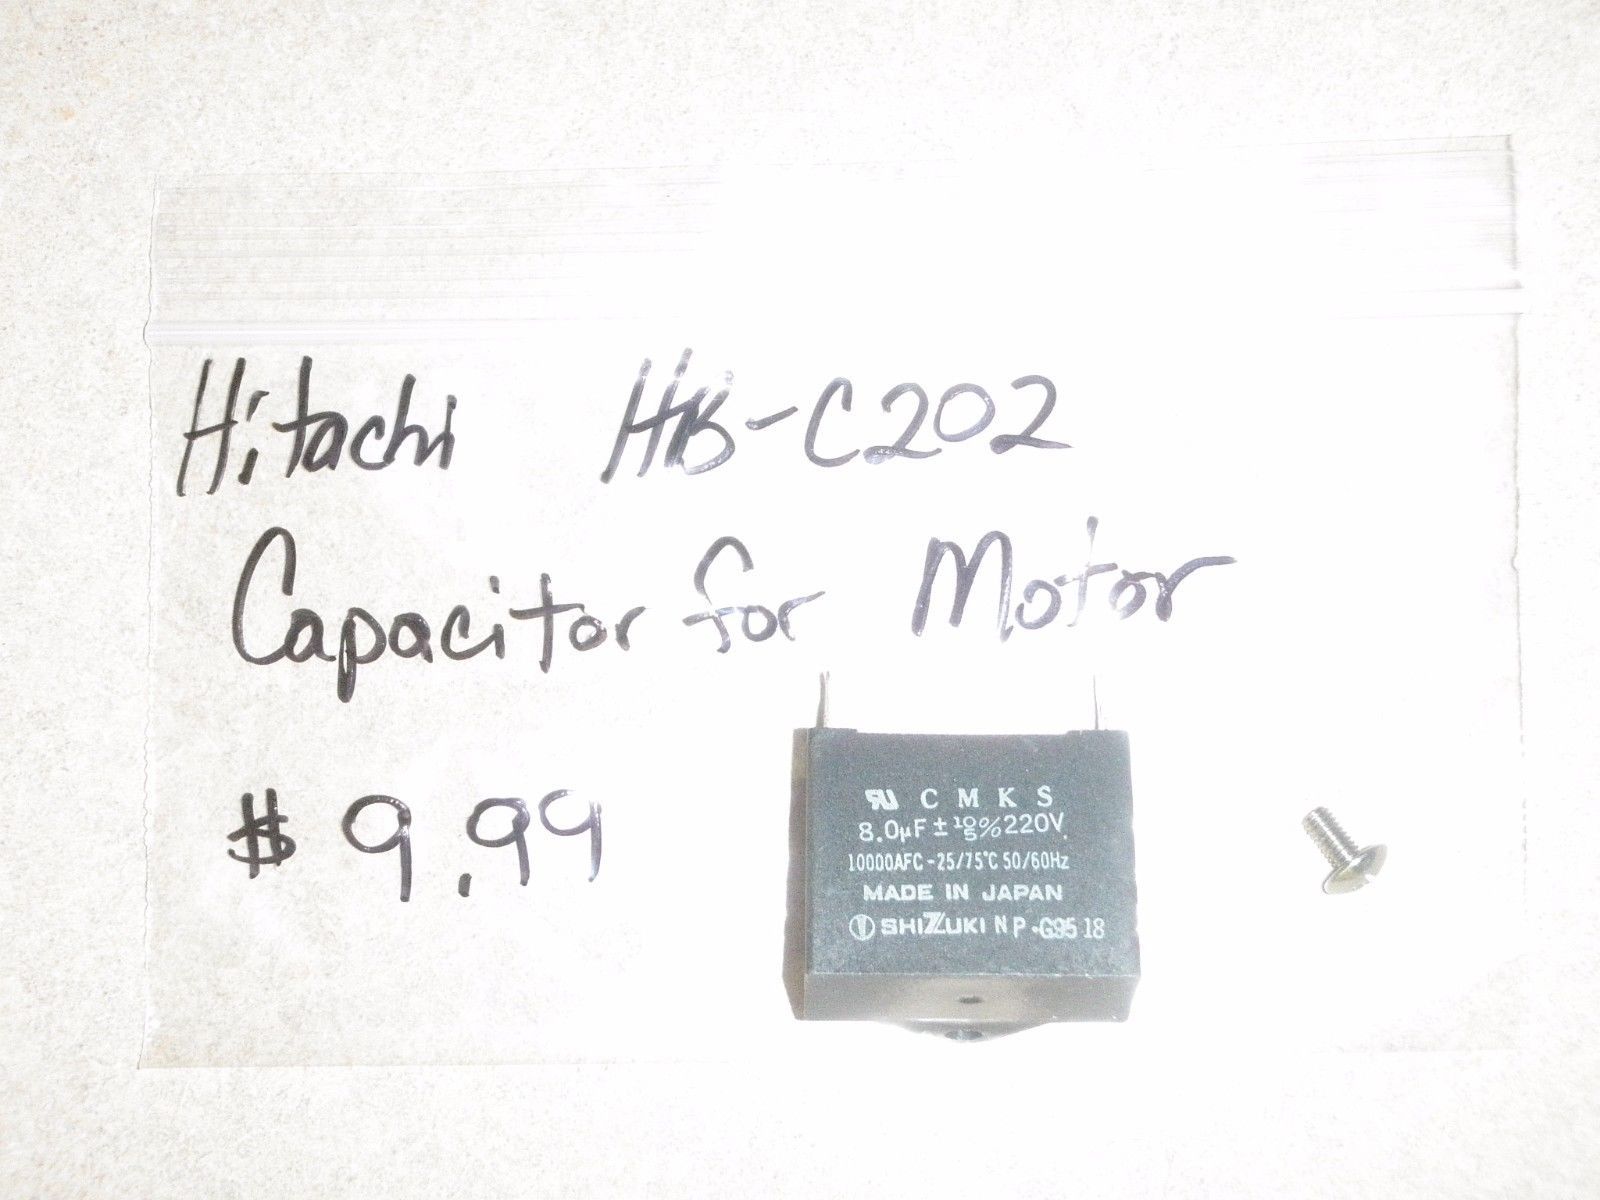 Hitachi HB-C202
Capacitor for Motor
$9.99
RU CMKS
8.0µF ± 10/5% 220V.
10000AFC -25/75°C 50/60Hz
MADE IN JAPAN
SHIZUKI NP•G95 18